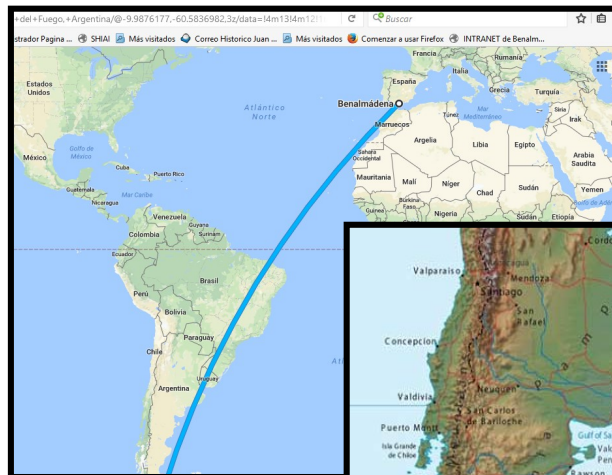 +del+Fuego,+Argentina/@-9.9876177,-60.5836982,3z/data=!4m13!4m12!1
Buscar
strador Pagina ... SHIAI Más visitados Correo Historico Juan ... Más visitados Comenzar a usar Firefox INTRANET de Benalm...
Francia
Rumanía
Italia
España
Grecia
Turquía
Estados
Unidos
Atlántico
Norte
Benalmádena
Túnez
Mar
Mediterráneo
Siria
Irak
Marruecos
Argelia
Libia
Egipto
Golfo de
México
México
Sáhara
Occidental
Arabia
Saudita
Cuba
Puerto Rico
Mauritania
Malí
Níger
Chad
Sudán
Yemen
Guatemala
Nicaragua
Mar Caribe
Burkina
Faso
Guinea
Nigeria
Sudán
Etiopía
Venezuela
Guyana
Surinam
Colombia
Ecuador
Perú
Brasil
Bolivia
Paraguay
Chile
Uruguay
Argentina
Valparaiso
Mendoza
Santiago
San
Rafael
Concepcion
Neuquen
Valdivia
San Carlos
de Bariloche
Puerto Montt
Isla Grande
de Chiloe
Gulf of Sa
Rawson